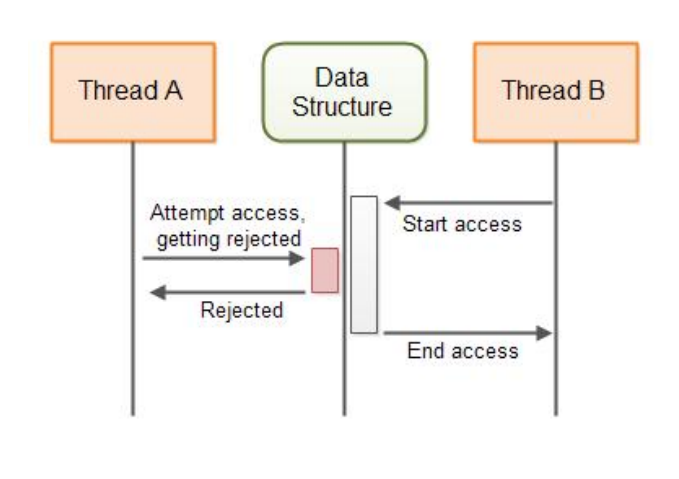 Thread A
Data
Structure
Thread B
Attempt access,
getting rejected
Start access
Rejected
End access